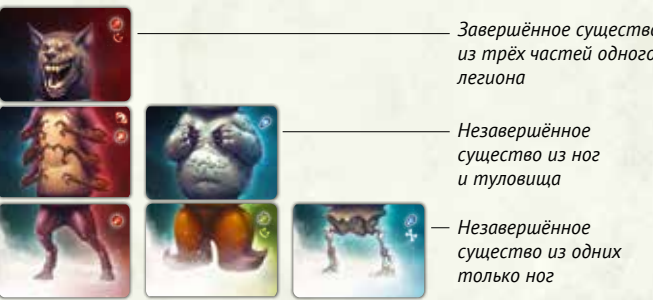 Завершённое существо
из трёх частей одного
легиона
Незавершённое
существо из ног
и туловища
Незавершённое
существо из одних
только ног